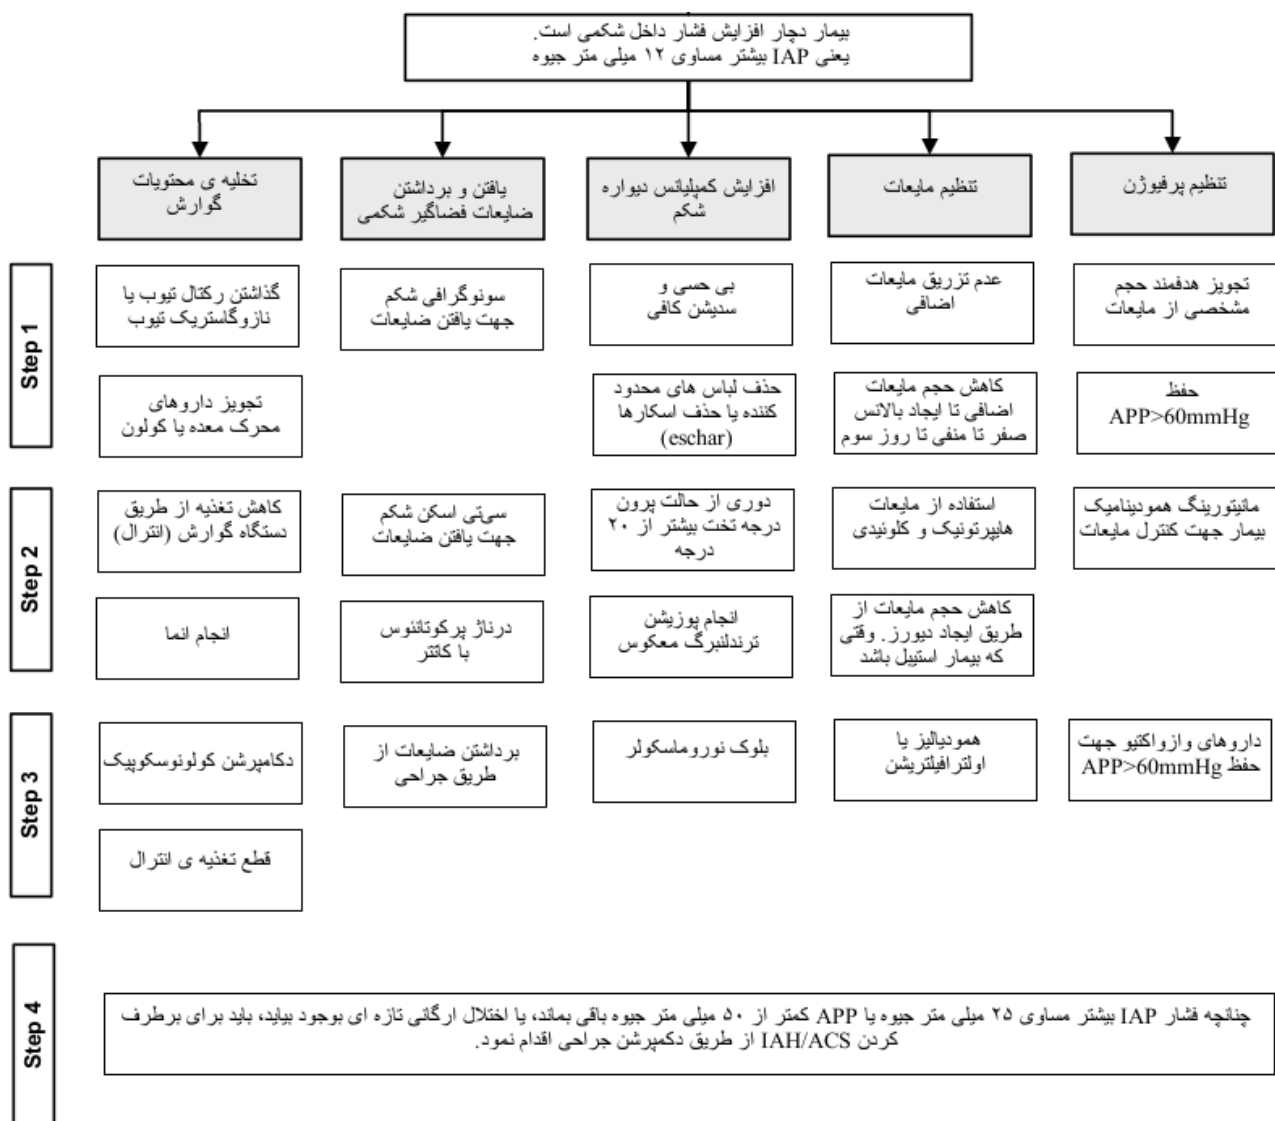 بیمار دچار افزایش فشار داخل شکمی است.
یعنی IAP بیشتر مساوی ۱۲ میلی متر جیوه
تخلیه ی محتویات
گوارش
یافتن و برداشتن
ضایعات فضاگیر شکمی
افزایش کمپلیانس دیواره
شکم
تنظیم مایعات
تنظیم پرفیوژن
Step 1
گذاشتن رکتال تیوب یا
نازوگاستریک تیوب
سونوگرافی شکم
جهت یافتن ضایعات
بی حسی و
سدیشن کافی
عدم تزریق مایعات
اضافی
تجویز هدفمند حجم
مشخصی از مایعات
تجویز داروهای
محرک معده یا کولون
حذف لباس های محدود
کننده یا حذف اسکارها
(eschar)
کاهش حجم مایعات
اضافی تا ایجاد بالانس
صفر تا منفی تا روز سوم
حفظ
APP>60mmHg
Step 2
کاهش تغذیه از طریق
دستگاه گوارش (انترال)
سی‌تی اسکن شکم
جهت یافتن ضایعات
دوری از حالت پرون
درجه تخت بیشتر از ۲۰
درجه
استفاده از مایعات
هایپرتونیک و کلوئیدی
مانیتورینگ همودینامیک
بیمار جهت کنترل مایعات
انجام انما
درناژ پرکوتانئوس
با کاتتر
انجام پوزیشن
ترندلنبرگ معکوس
کاهش حجم مایعات از
طریق ایجاد دیورز. وقتی
که بیمار استیبل باشد
Step 3
دکامپرشن کولونوسکوپیک
برداشتن ضایعات از
طریق جراحی
بلوک نوروماسکولر
همودیالیز یا
اولترافیلتریشن
داروهای وازواکتیو جهت
حفظ APP>60mmHg
قطع تغذیه ی انترال
Step 4
چنانچه فشار IAP بیشتر مساوی ۲۵ میلی متر جیوه یا APP کمتر از ۵۰ میلی متر جیوه باقی بماند، یا اختلال ارگانی تازه ای بوجود بیاید، باید برای برطرف
کردن IAH/ACS از طریق دکمپرشن جراحی اقدام نمود.